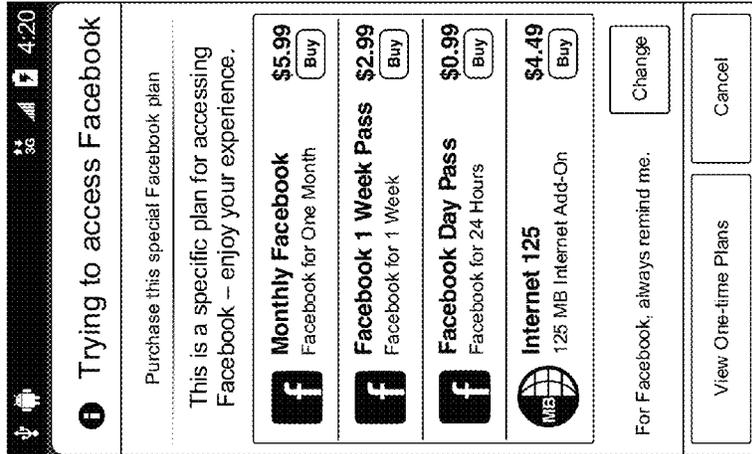 3G 4:20
Trying to access Facebook
Purchase this special Facebook plan
This is a specific plan for accessing
Facebook – enjoy your experience.
f Monthly Facebook $5.99
Facebook for One Month Buy
f Facebook 1 Week Pass $2.99
Facebook for 1 Week Buy
f Facebook Day Pass $0.99
Facebook for 24 Hours Buy
MB Internet 125 $4.49
125 MB Internet Add-On Buy
For Facebook, always remind me. Change
View One-time Plans Cancel